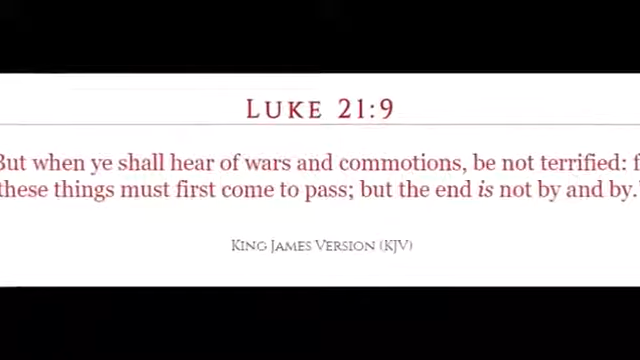 LUKE 21:9
But when ye shall hear of wars and commotions, be not terrified:
these things must first come to pass; but the end is not by and by."
KING JAMES VERSION (KJV)